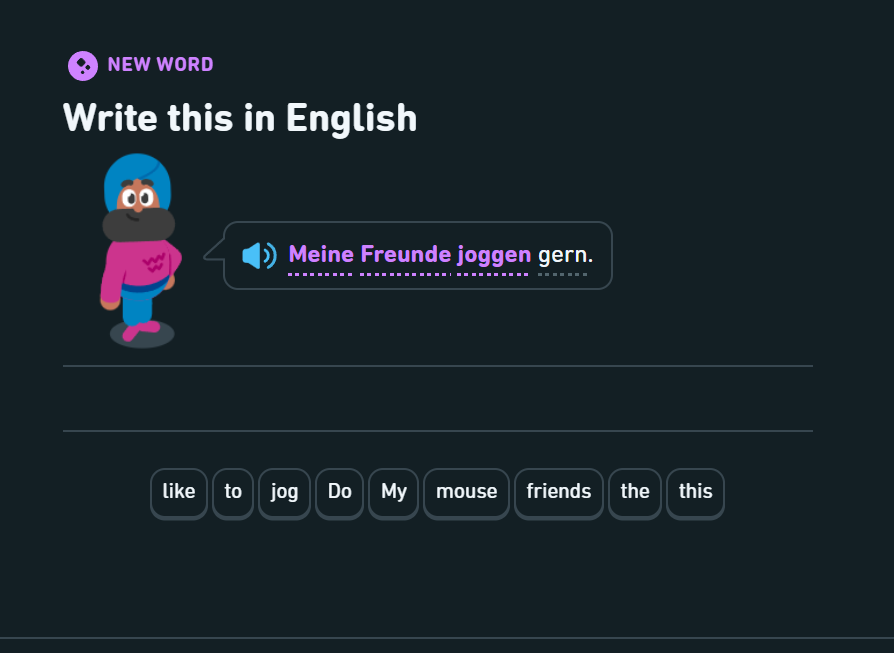 NEW WORD
Write this in English
Meine Freunde joggen gern.
like to jog Do My mouse friends the this